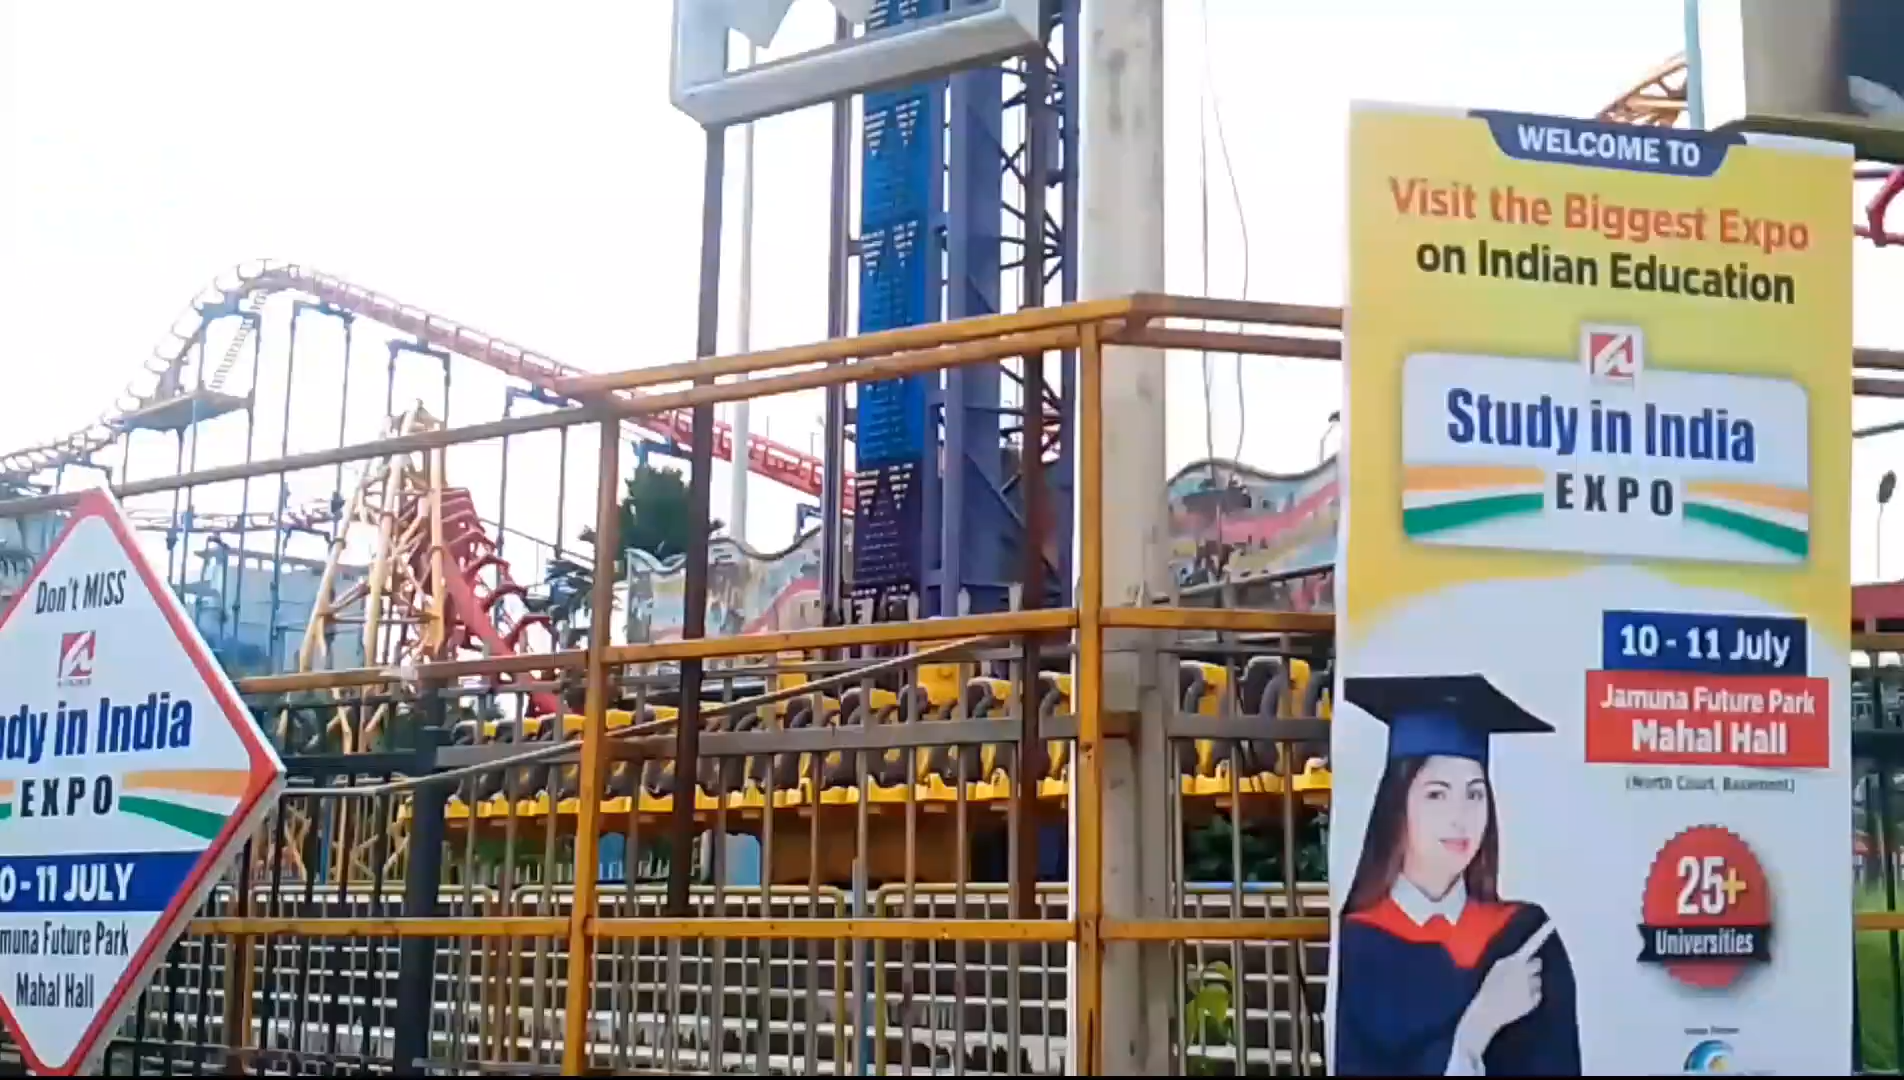 Don't MISS
dy in India
EXPO
0-11 JULY
muna Future Park
Mahal Hall
WELCOME TO
Visit the Biggest Expo
on Indian Education
Study in India
EXPO
10 - 11 July
Jamuna Future Park
Mahal Hall
(North Court, Basement)
25+
Universities